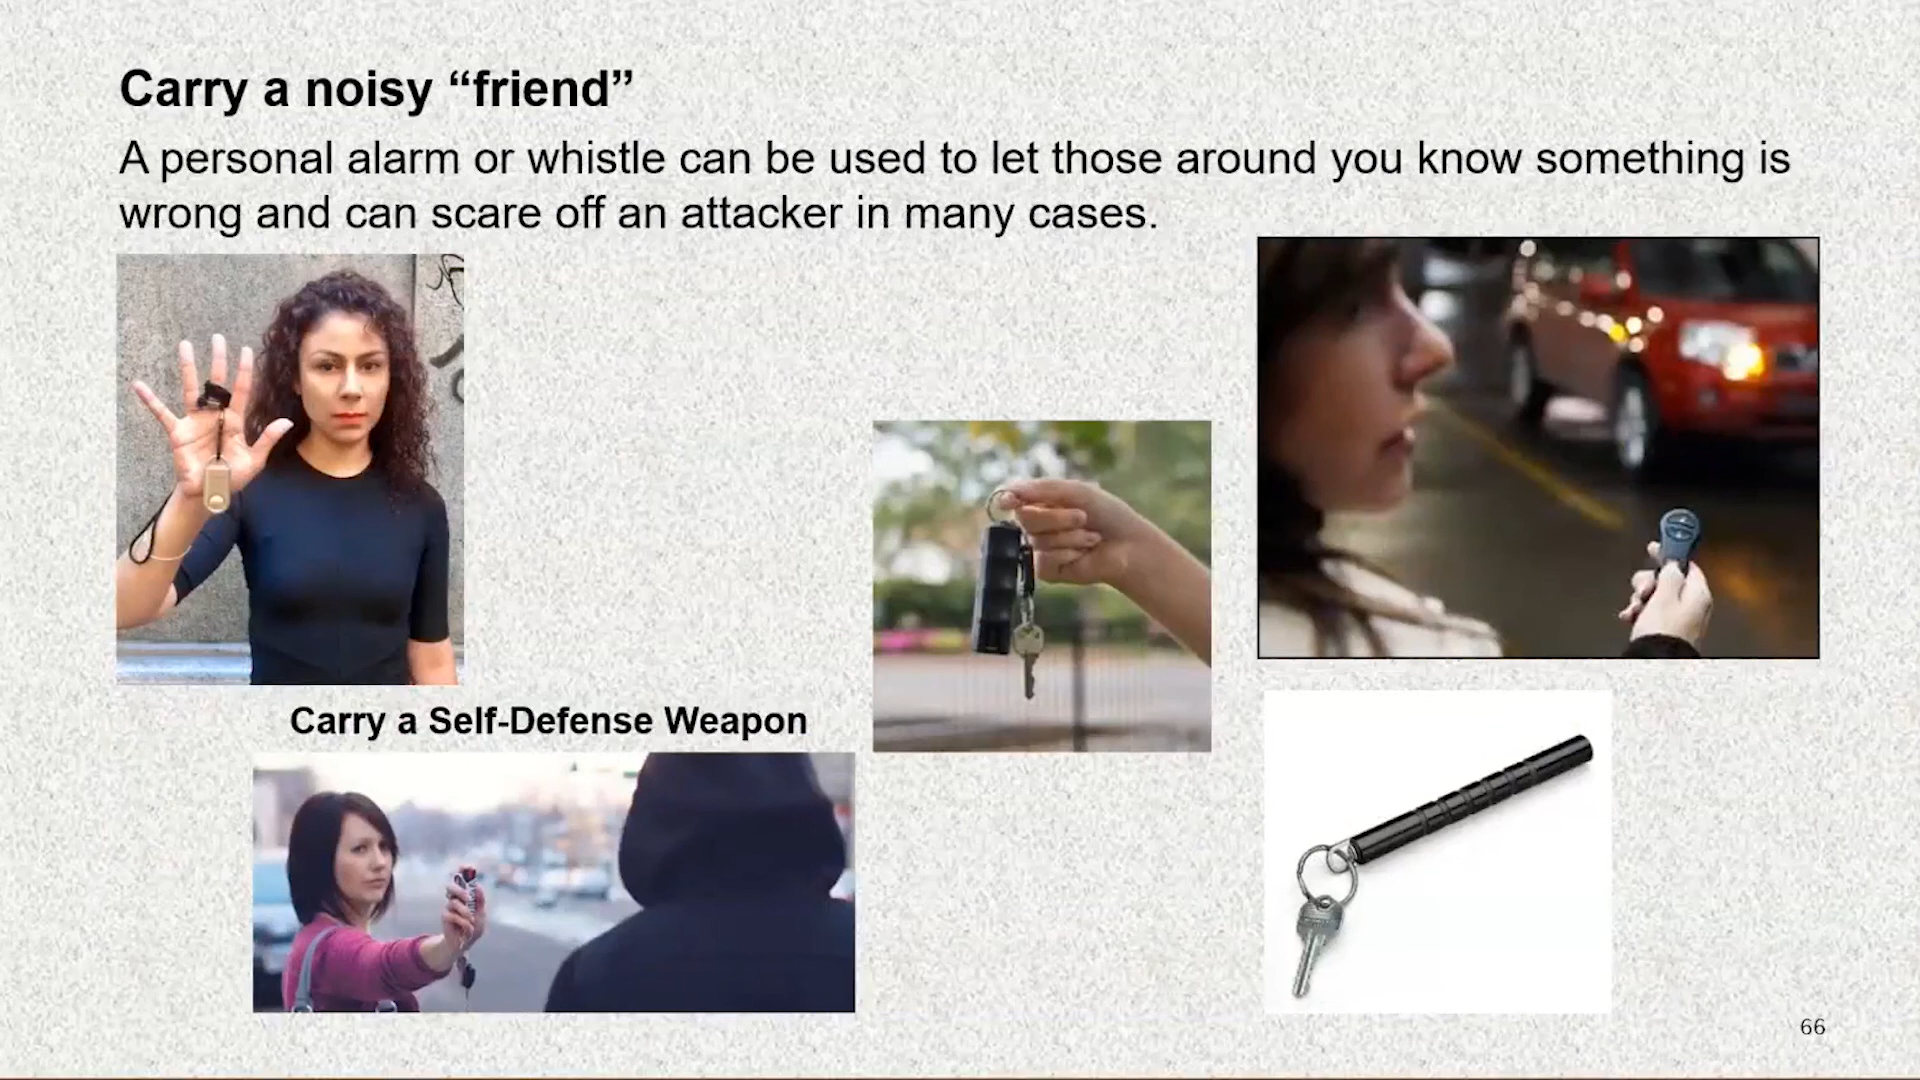 Carry a noisy “friend”
A personal alarm or whistle can be used to let those around you know something is
wrong and can scare off an attacker in many cases.
Carry a Self-Defense Weapon
66